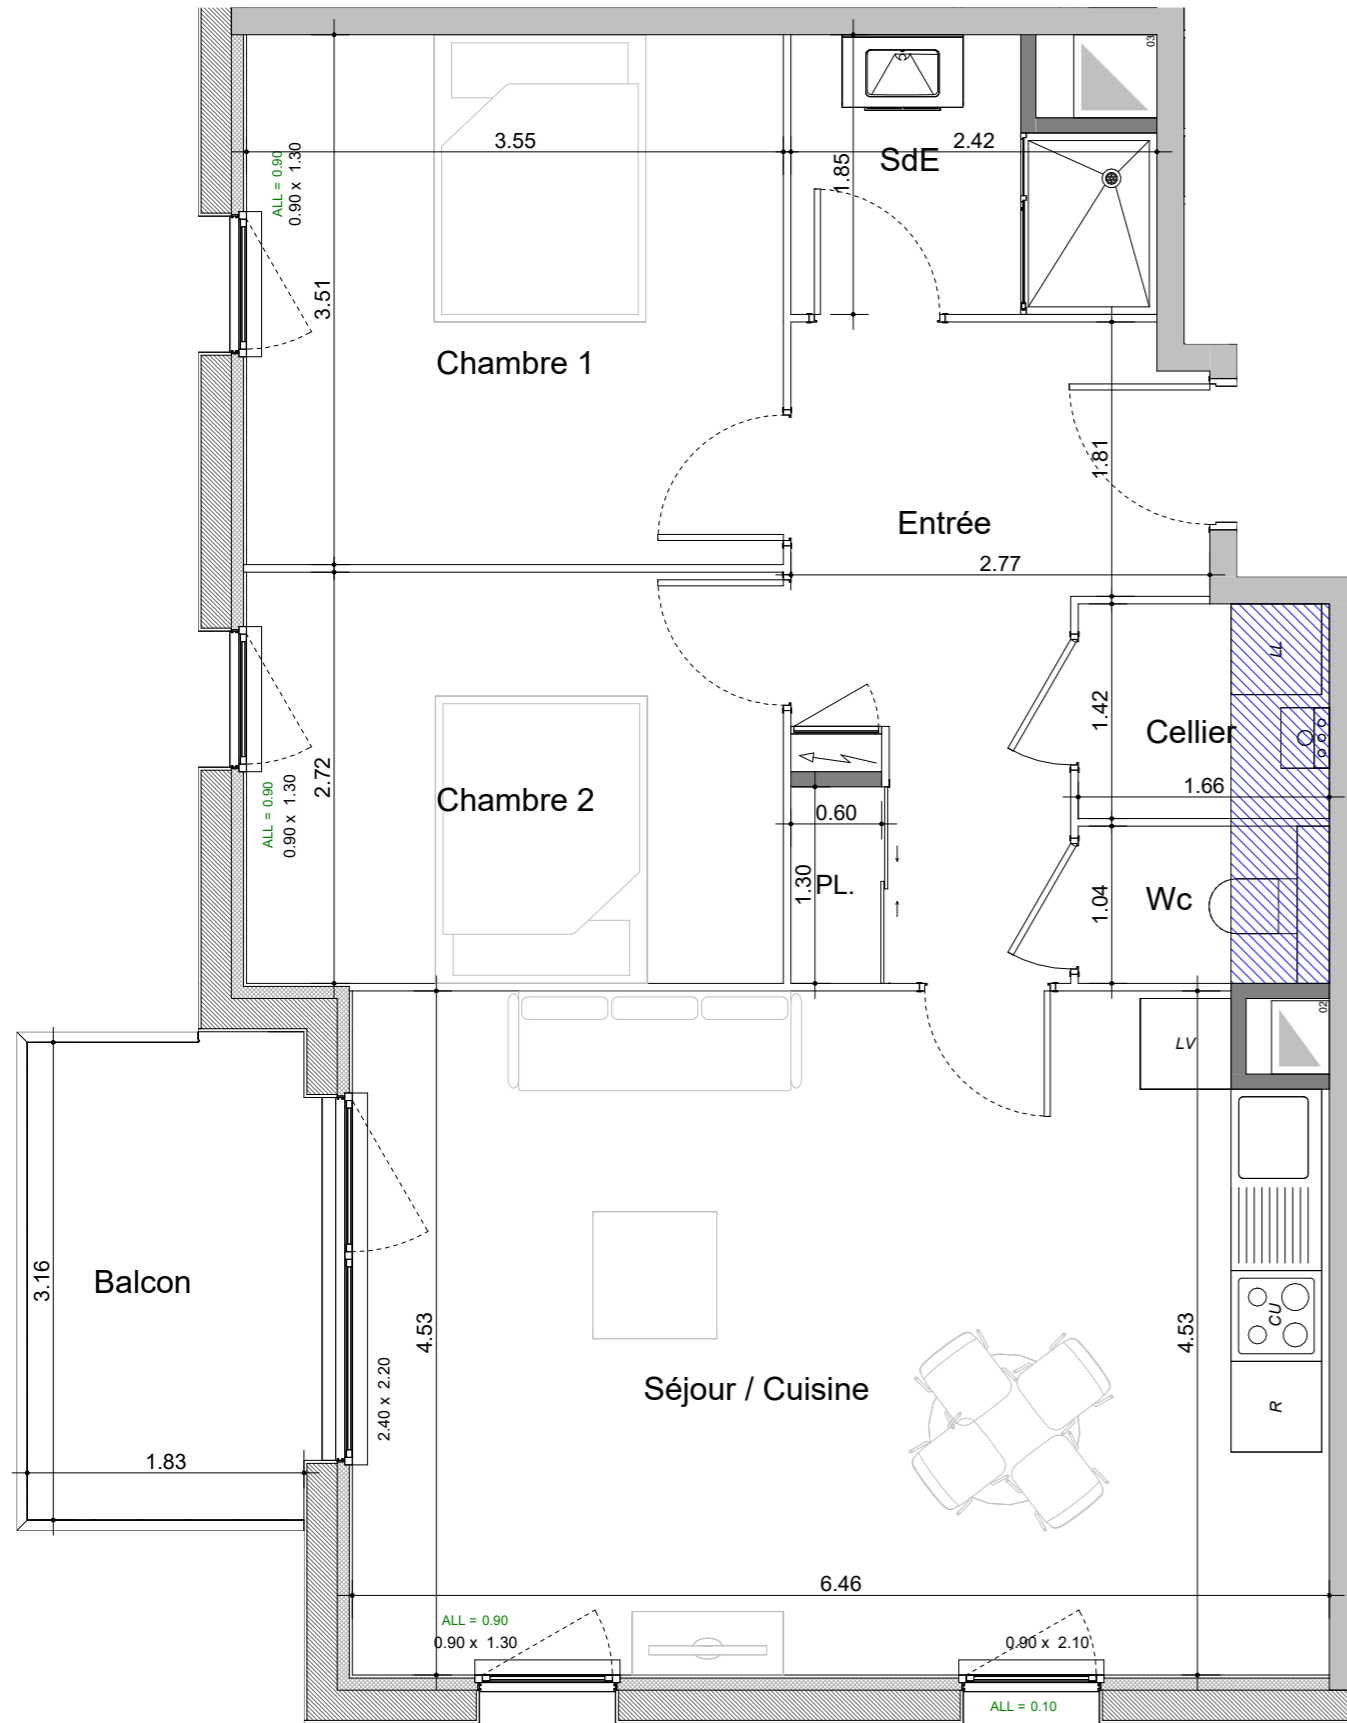 03
3.55
2.42
SdE
1.85
ALL = 0.90
0.90 x 1.30
3.51
Chambre 1
1.81
Entrée
2.77
LL
1.42
Cellier
1.66
2.72
Chambre 2
ALL = 0.90
0.90 x 1.30
0.60
1.30
PL.
1.04
Wc
02
LV
3.16
Balcon
1.83
4.53
2.40 x 2.20
4.53
CU
Séjour / Cuisine
R
6.46
ALL = 0.90
0.90 x 1.30
0.90 x 2.10
ALL = 0.10